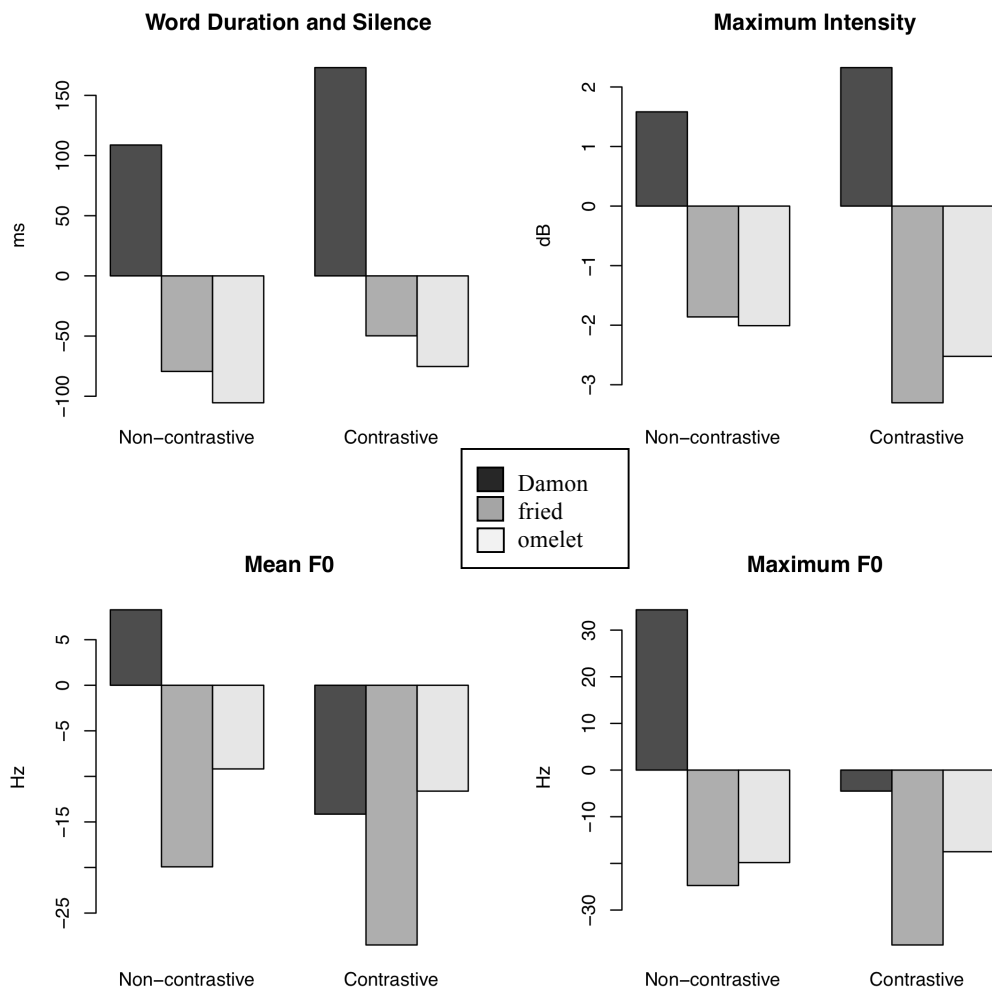 Word Duration and Silence
ms
150
100
50
0
−50
−100
Non−contrastive Contrastive
Maximum Intensity
dB
2
1
0
−1
−2
−3
Non−contrastive Contrastive
Damon
fried
omelet
Mean F0
Hz
5
0
−5
−15
−25
Non−contrastive Contrastive
Maximum F0
Hz
30
20
10
0
−10
−30
Non−contrastive Contrastive